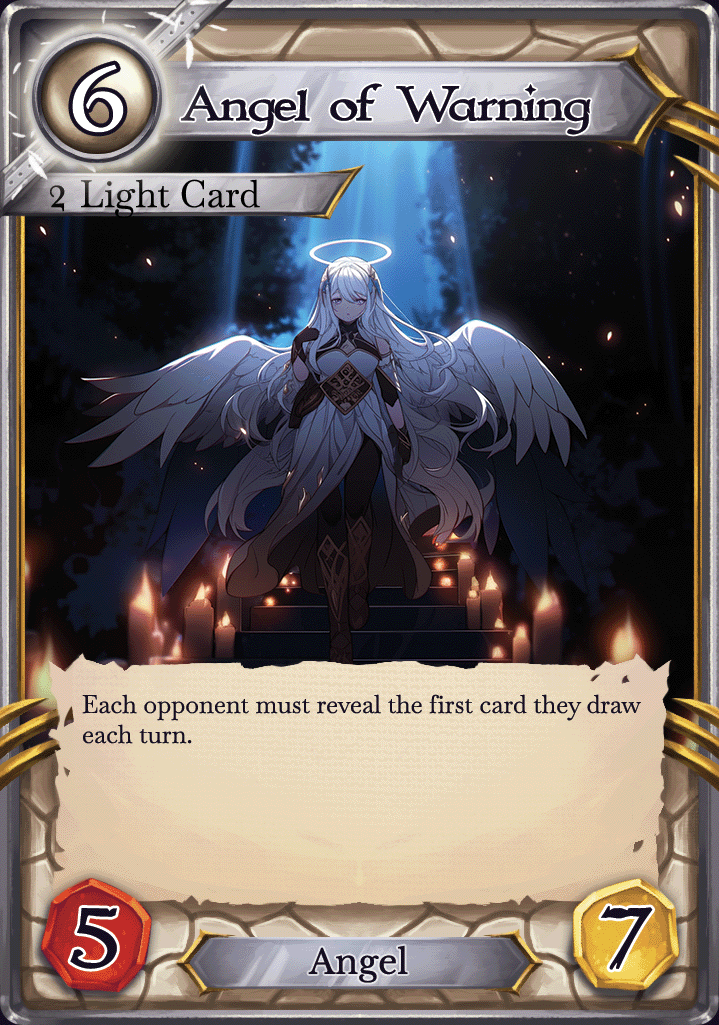 6
Angel of Warning
2 Light Card
Each opponent must reveal the first card they draw
each turn.
5
Angel
7